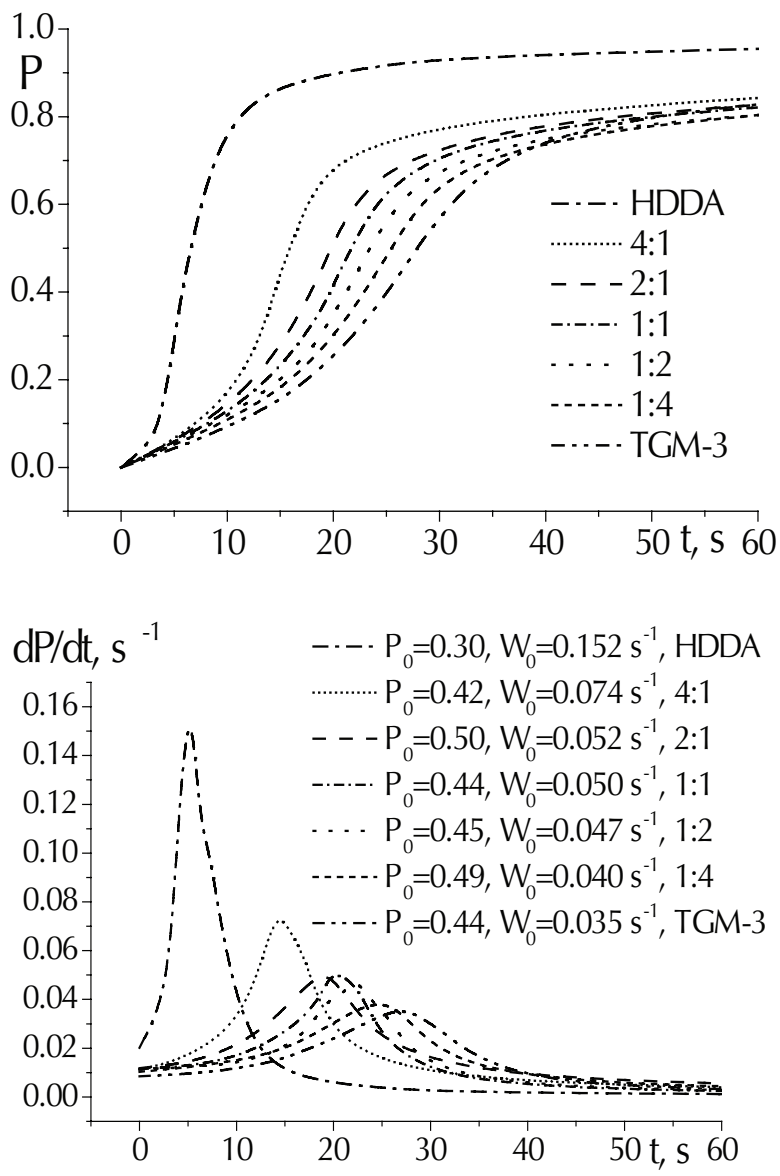 1.0
P
0.8
0.6
0.4
0.2
0.0
HDDA
4:1
2:1
1:1
1:2
1:4
TGM-3
0 10 20 30 40 50 t, s 60
dP/dt, s⁻¹
P₀=0.30, W₀=0.152 s⁻¹, HDDA
P₀=0.42, W₀=0.074 s⁻¹, 4:1
P₀=0.50, W₀=0.052 s⁻¹, 2:1
P₀=0.44, W₀=0.050 s⁻¹, 1:1
P₀=0.45, W₀=0.047 s⁻¹, 1:2
P₀=0.49, W₀=0.040 s⁻¹, 1:4
P₀=0.44, W₀=0.035 s⁻¹, TGM-3
0.16
0.14
0.12
0.10
0.08
0.06
0.04
0.02
0.00
0 10 20 30 40 50 t, s 60